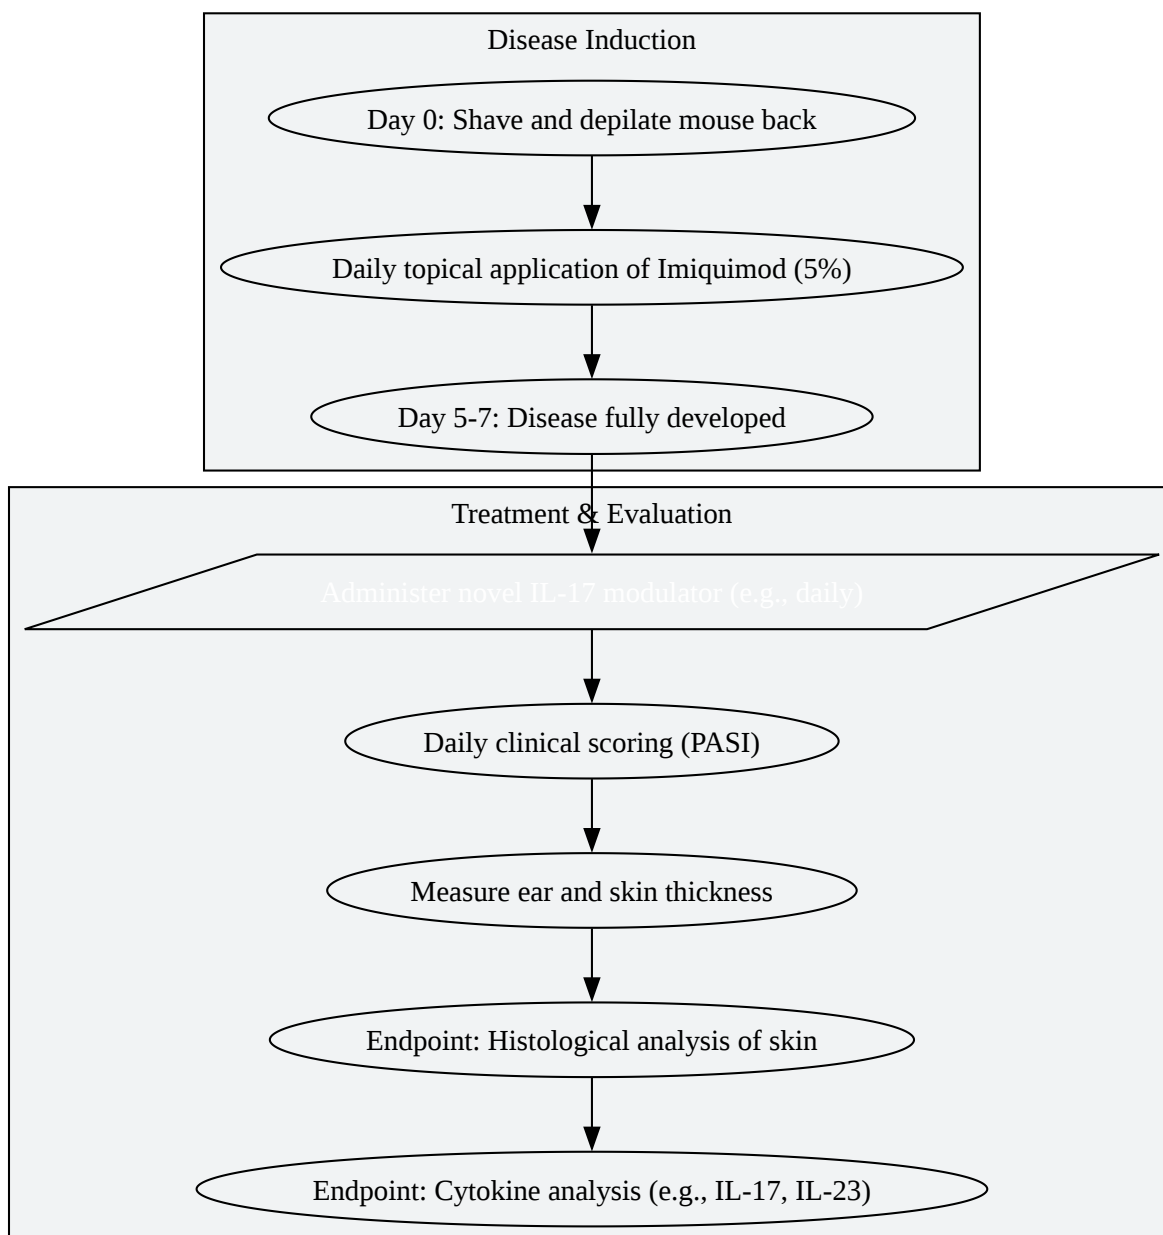 Disease Induction
Day 0: Shave and depilate mouse back
Daily topical application of Imiquimod (5%)
Day 5-7: Disease fully developed
Treatment & Evaluation
Administer novel IL-17 modulator (e.g., daily)
Daily clinical scoring (PASI)
Measure ear and skin thickness
Endpoint: Histological analysis of skin
Endpoint: Cytokine analysis (e.g., IL-17, IL-23)